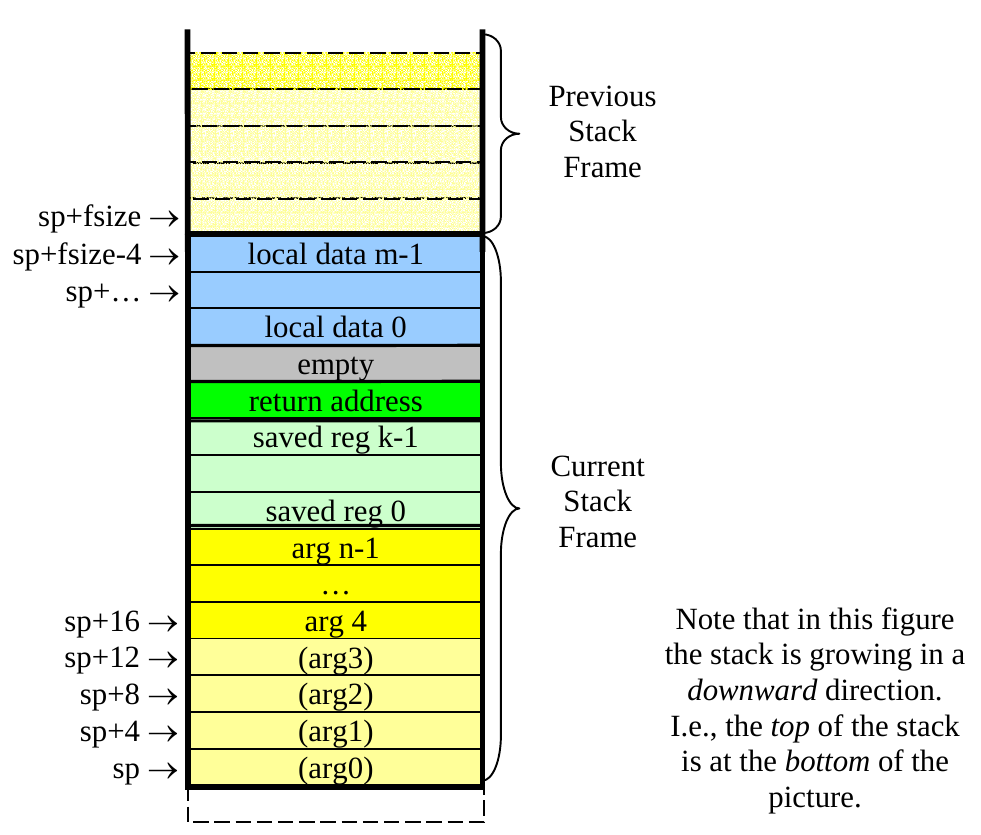 Previous
Stack
Frame
sp+fsize →
sp+fsize-4 →
local data m-1
sp+… →
local data 0
empty
return address
saved reg k-1
saved reg 0
Current
Stack
Frame
arg n-1
…
sp+16 →
arg 4
sp+12 →
(arg3)
sp+8 →
(arg2)
sp+4 →
(arg1)
sp →
(arg0)
Note that in this figure
the stack is growing in a
downward direction.
I.e., the top of the stack
is at the bottom of the
picture.